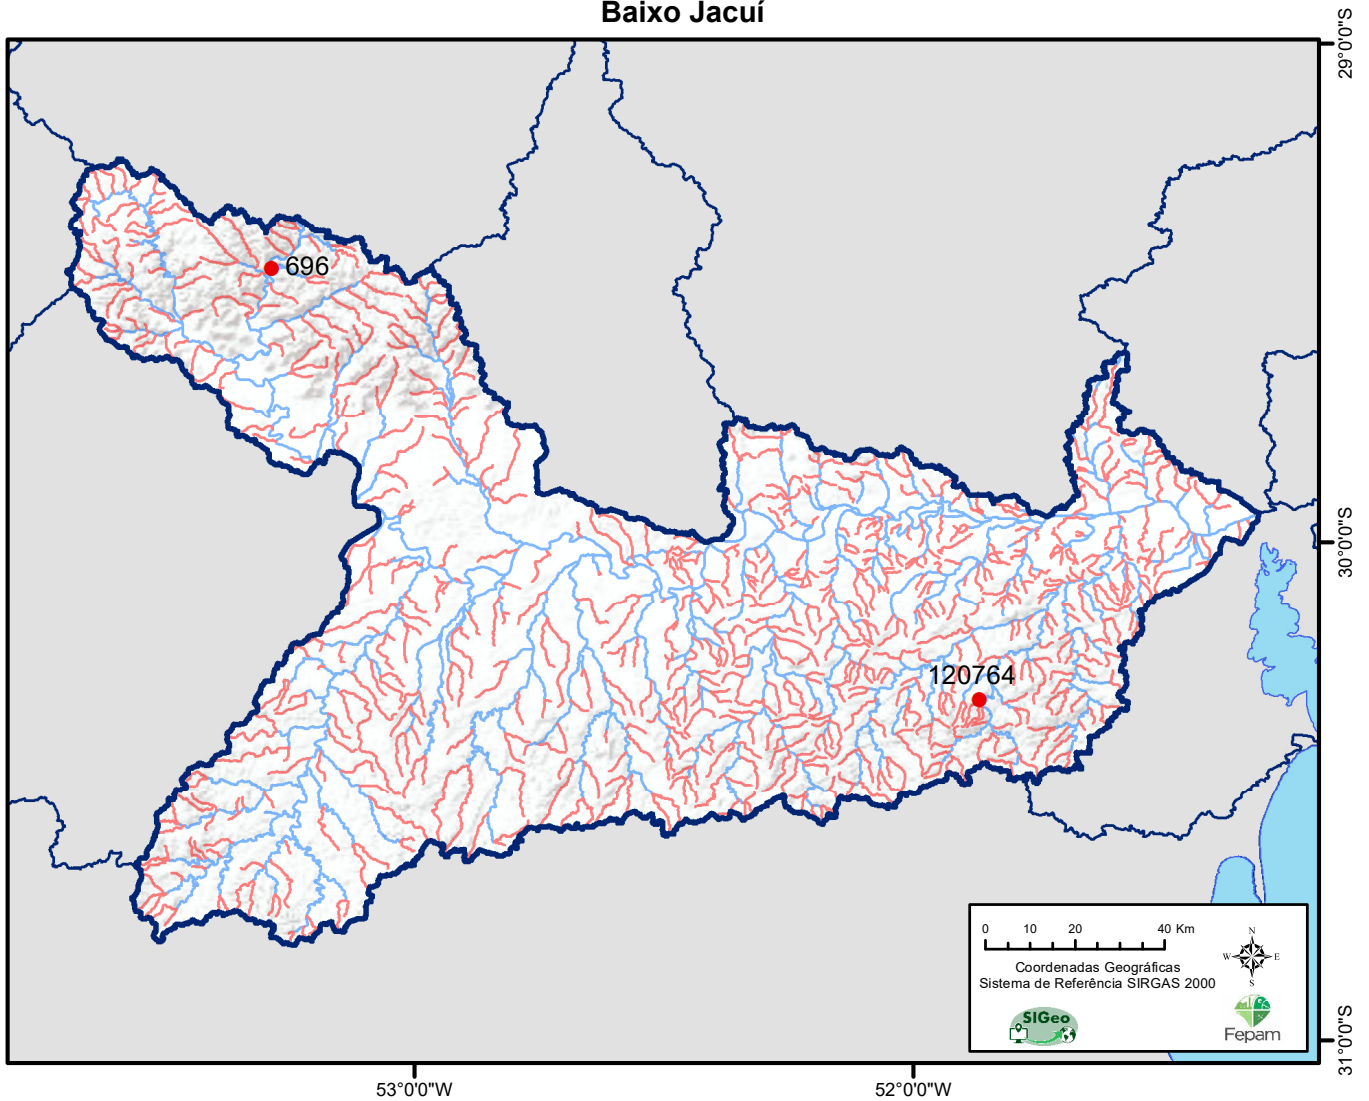 Baixo Jacuí
29°0'0"S
696
30°0'0"S
120764
0 10 20 40 Km
N
W E
S
Coordenadas Geográficas
Sistema de Referência SIRGAS 2000
SIGeo
Fepam
31°0'0"S
53°0'0"W 52°0'0"W